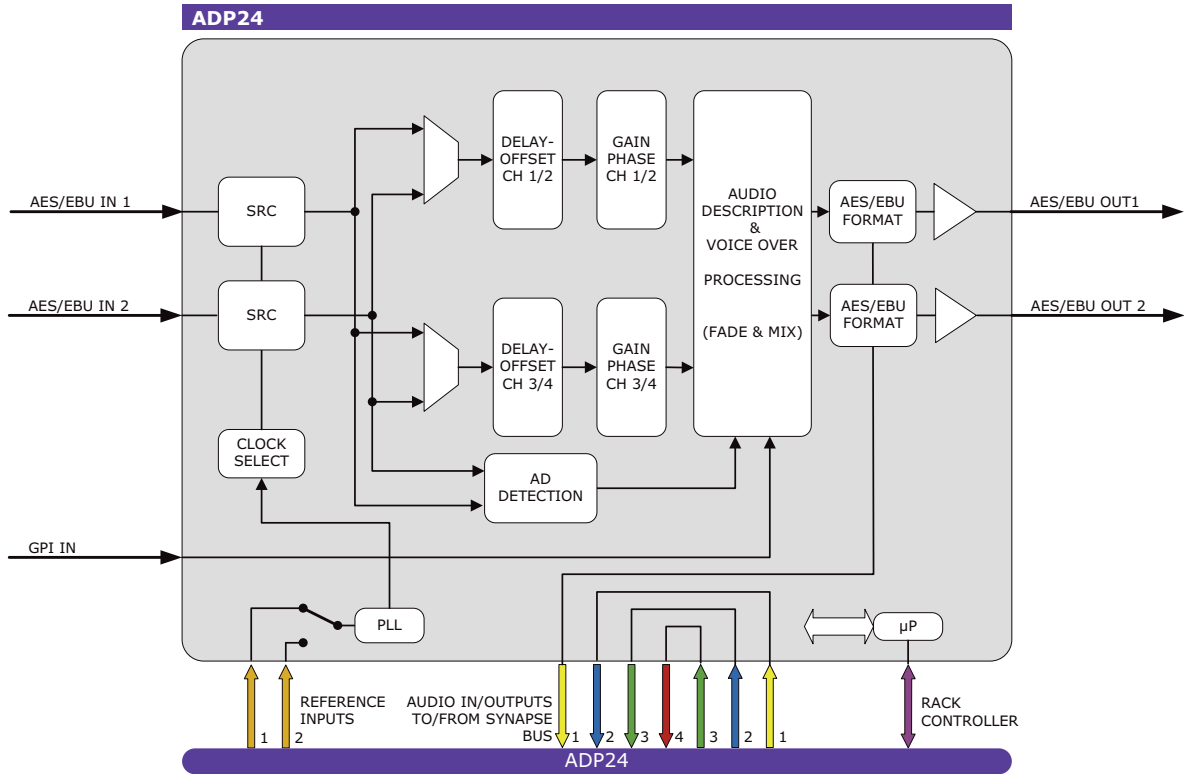 ADP24
AES/EBU IN 1
AES/EBU IN 2
GPI IN
SRC
SRC
CLOCK
SELECT
PLL
DELAY-
OFFSET
CH 1/2
GAIN
PHASE
CH 1/2
DELAY-
OFFSET
CH 3/4
GAIN
PHASE
CH 3/4
AD
DETECTION
AUDIO
DESCRIPTION
&
VOICE OVER
PROCESSING
(FADE & MIX)
AES/EBU
FORMAT
AES/EBU
FORMAT
AES/EBU OUT1
AES/EBU OUT 2
µP
REFERENCE
INPUTS
1
2
AUDIO IN/OUTPUTS
TO/FROM SYNAPSE
BUS
1
2
3
4
3
2
1
RACK
CONTROLLER
ADP24